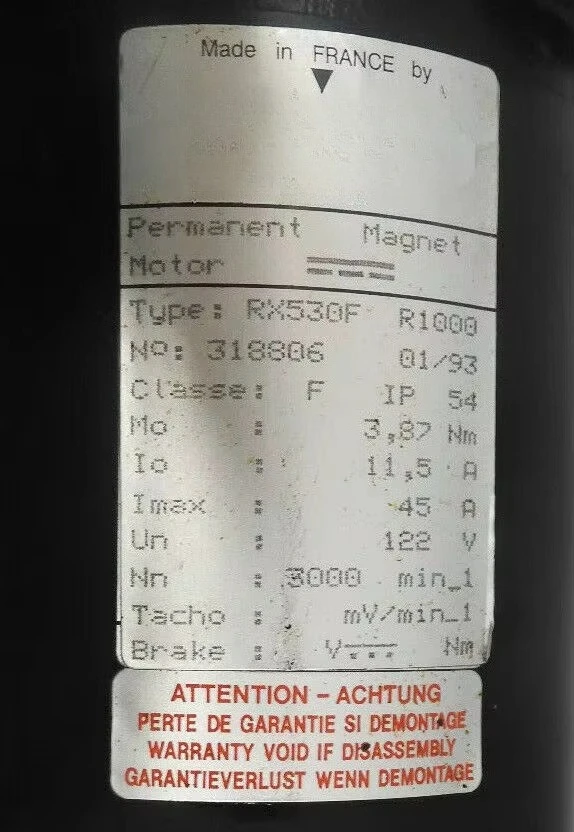 Made in FRANCE by
Permanent Magnet
Motor
Type: RX530F R1000
No: 318806 01/93
Classe: F IP 54
Mo : 3,87 Nm
Io : 11,5 A
Imax : 45 A
Un : 122 V
Nn : 3000 min_1
Tacho : mV/min_1
Brake : V Nm
ATTENTION - ACHTUNG
PERTE DE GARANTIE SI DEMONTAGE
WARRANTY VOID IF DISASSEMBLY
GARANTIEVERLUST WENN DEMONTAGE